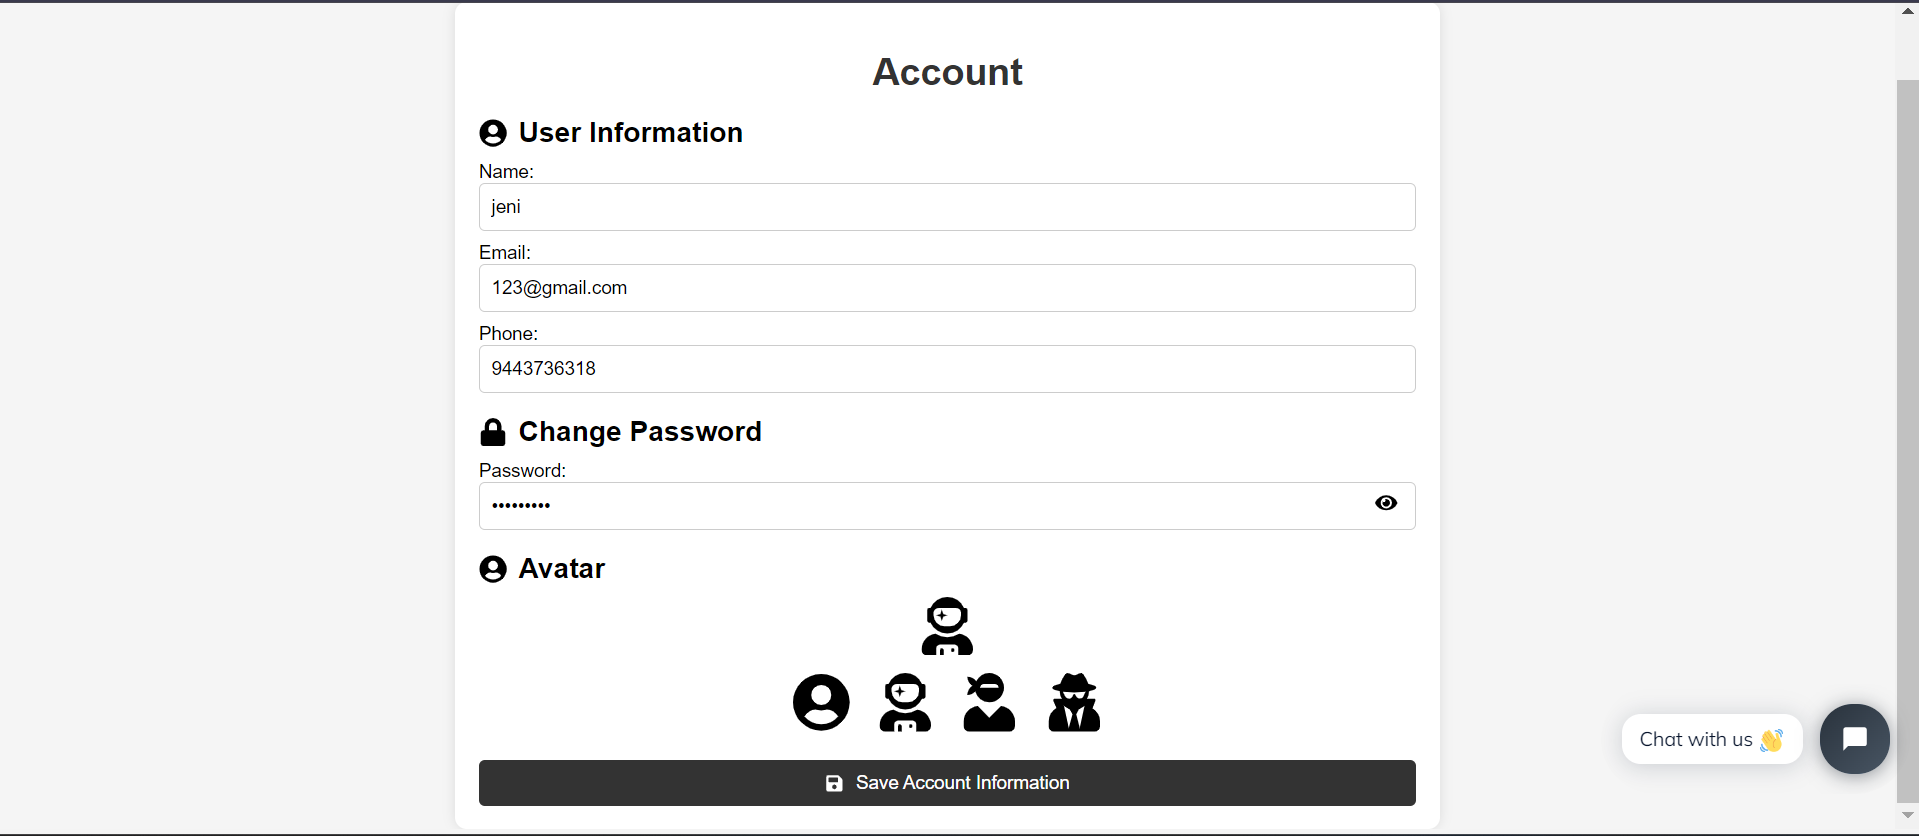 Account
User Information
Name:
jeni
Email:
123@gmail.com
Phone:
9443736318
Change Password
Password:
•••••••••
Avatar
Save Account Information
Chat with us 👋